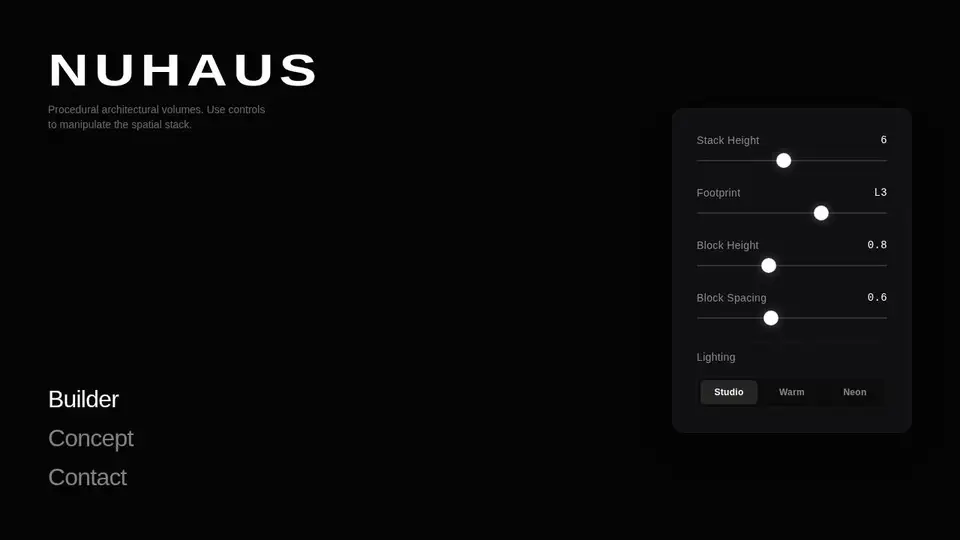 NUHAUS
Procedural architectural volumes. Use controls
to manipulate the spatial stack.
Stack Height 6
Footprint L3
Block Height 0.8
Block Spacing 0.6
Lighting
Studio Warm Neon
Builder
Concept
Contact